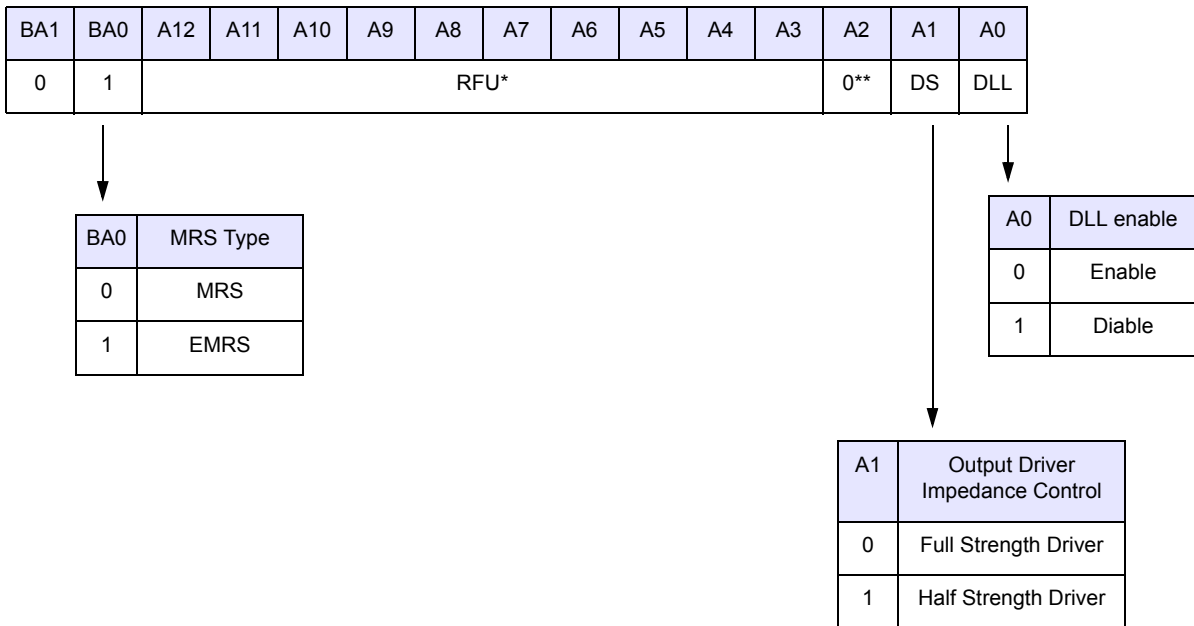 BA1 BA0 A12 A11 A10 A9 A8 A7 A6 A5 A4 A3 A2 A1 A0
0 1 RFU* 0** DS DLL
BA0 MRS Type
0 MRS
1 EMRS
A0 DLL enable
0 Enable
1 Diable
A1 Output Driver
Impedance Control
0 Full Strength Driver
1 Half Strength Driver